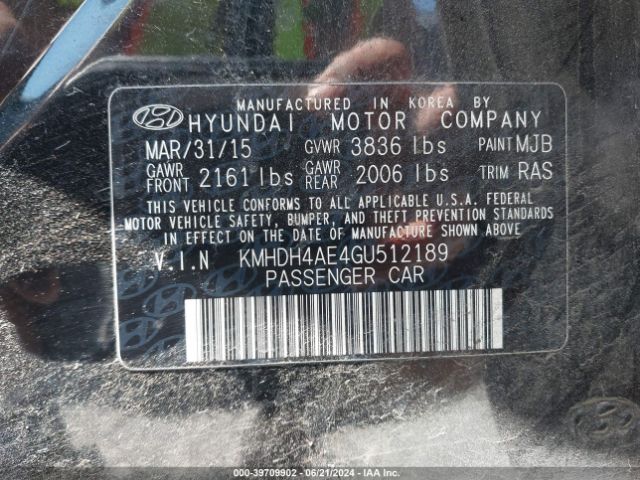 MANUFACTURED IN KOREA BY
HYUNDAI MOTOR COMPANY
MAR/31/15 GVWR 3836 lbs PAINT MJB
GAWR FRONT 2161 lbs GAWR REAR 2006 lbs TRIM RAS
THIS VEHICLE CONFORMS TO ALL APPLICABLE U.S.A. FEDERAL
MOTOR VEHICLE SAFETY, BUMPER, AND THEFT PREVENTION STANDARDS
IN EFFECT ON THE DATE OF MANUFACTURE SHOWN ABOVE
V.I.N KMHDH4AE4GU512189
PASSENGER CAR
000-39709902 - 06/21/2024 - IAA Inc.